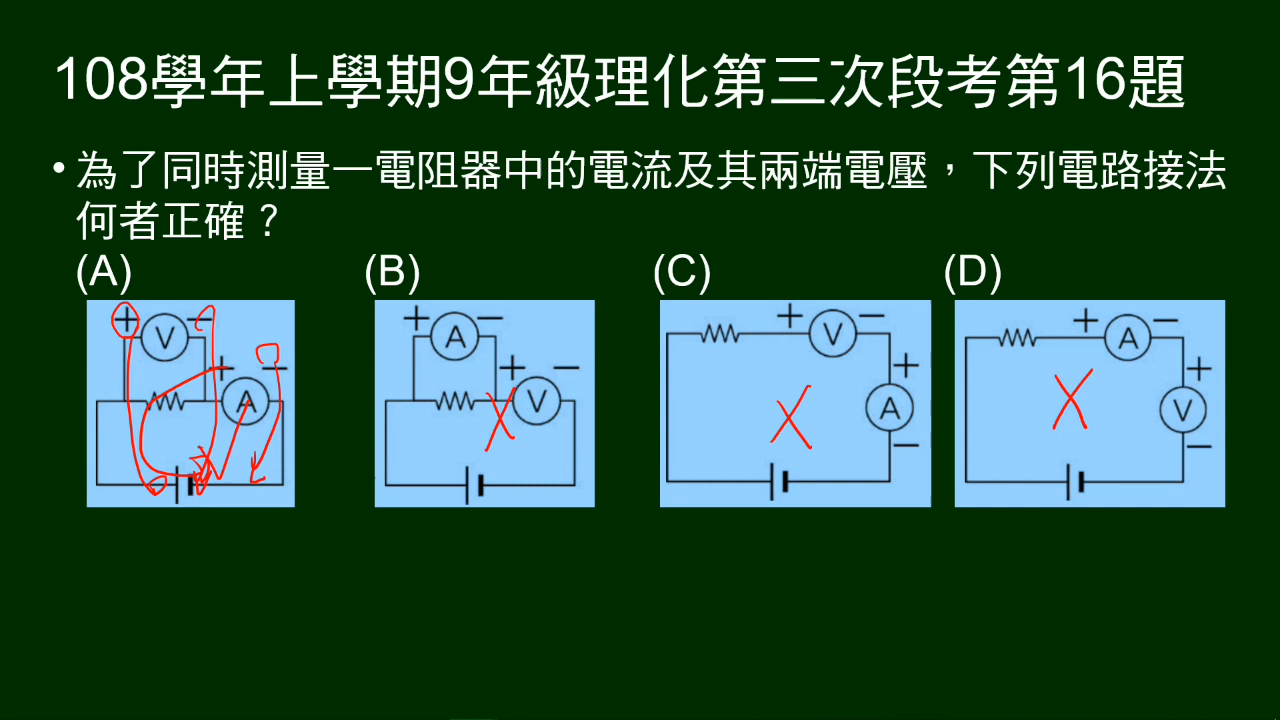 108學年上學期9年級理化第三次段考第16題
• 為了同時測量一電阻器中的電流及其兩端電壓，下列電路接法
何者正確？
(A) (B) (C) (D)
+ V − + A −
+ A − + V −
+ V − + A −
+ A − + V −